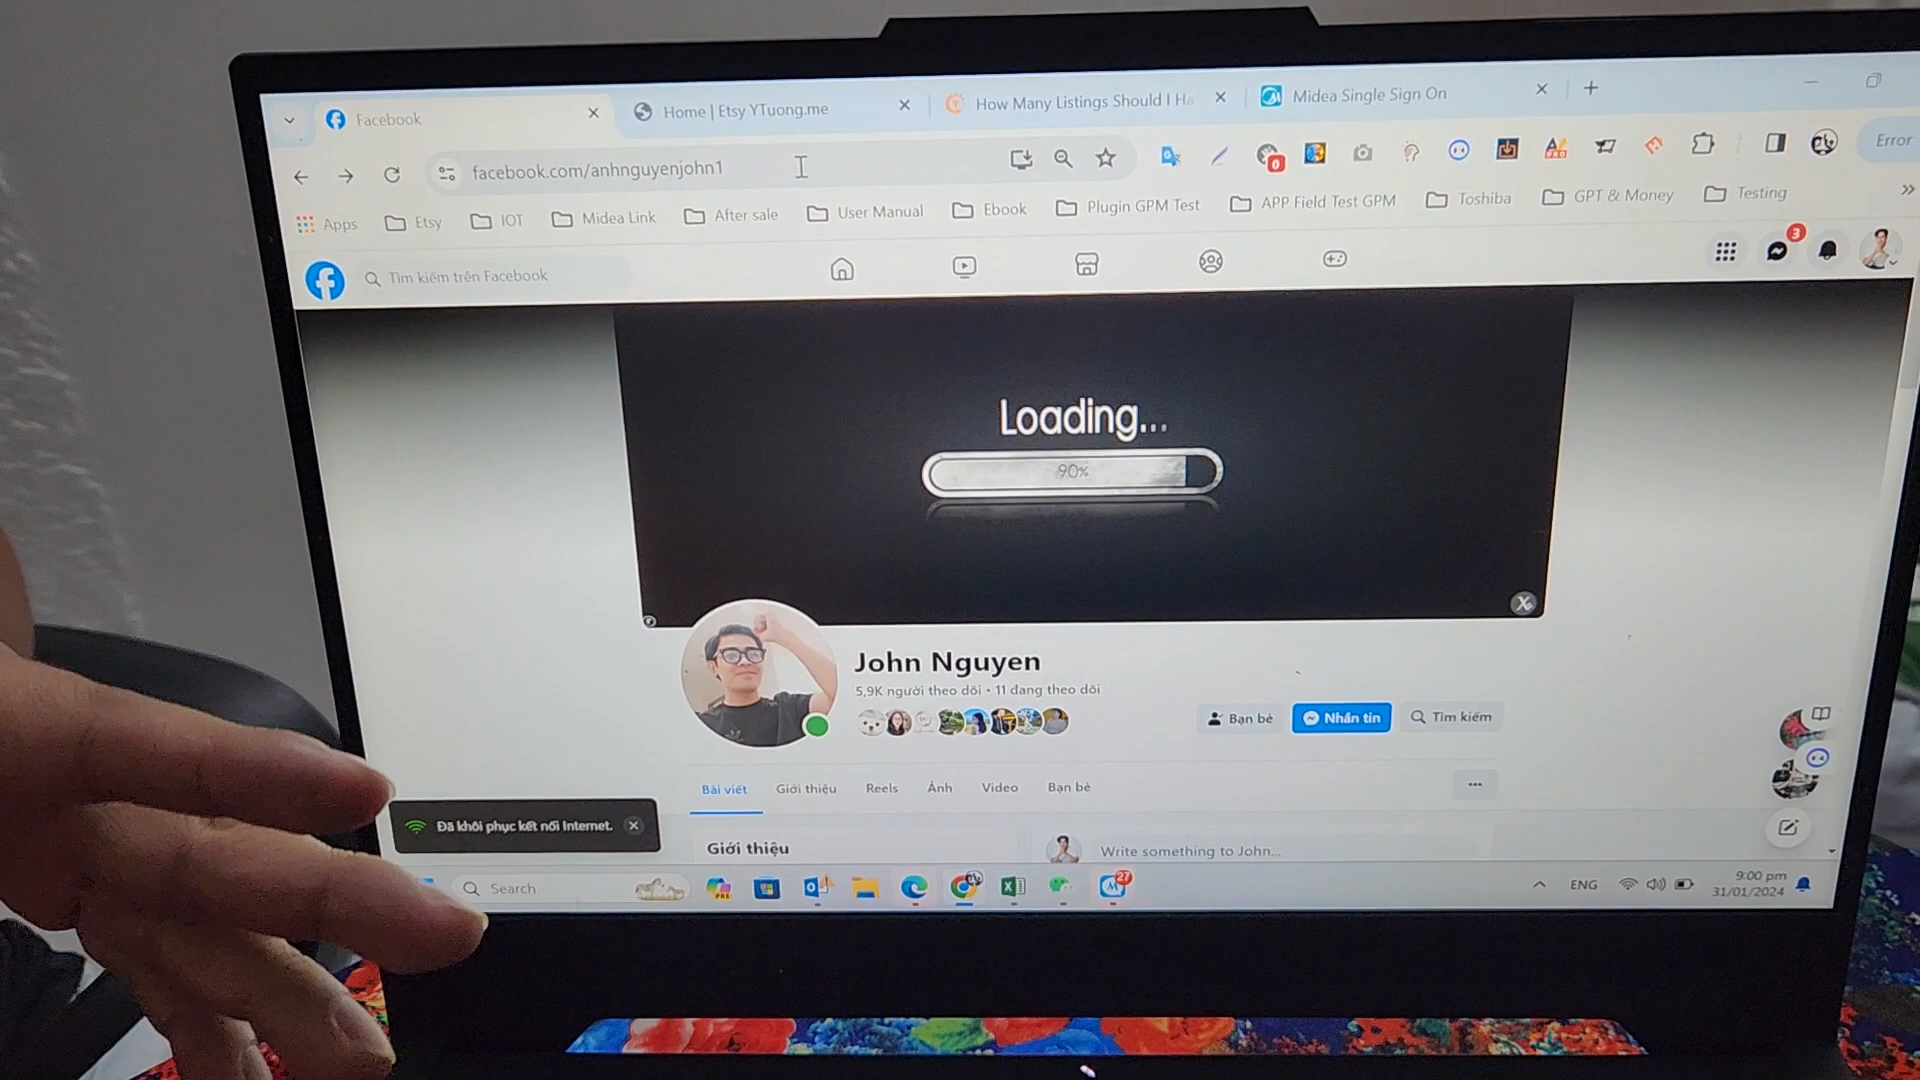 Facebook
Home | Etsy YTuong.me
How Many Listings Should I Ha
Midea Single Sign On
facebook.com/anhnguyenjohn1
0
Error
Apps
Etsy
IOT
Midea Link
After sale
User Manual
Ebook
Plugin GPM Test
APP Field Test GPM
Toshiba
GPT & Money
Testing
Tìm kiếm trên Facebook
3
Loading...
90%
John Nguyen
5,9K người theo dõi • 11 đang theo dõi
Bạn bè
Nhắn tin
Tìm kiếm
Bài viết
Giới thiệu
Reels
Ảnh
Video
Bạn bè
Đã khôi phục kết nối Internet.
Giới thiệu
Write something to John...
Search
PRE
27
ENG
9:00 pm
31/01/2024